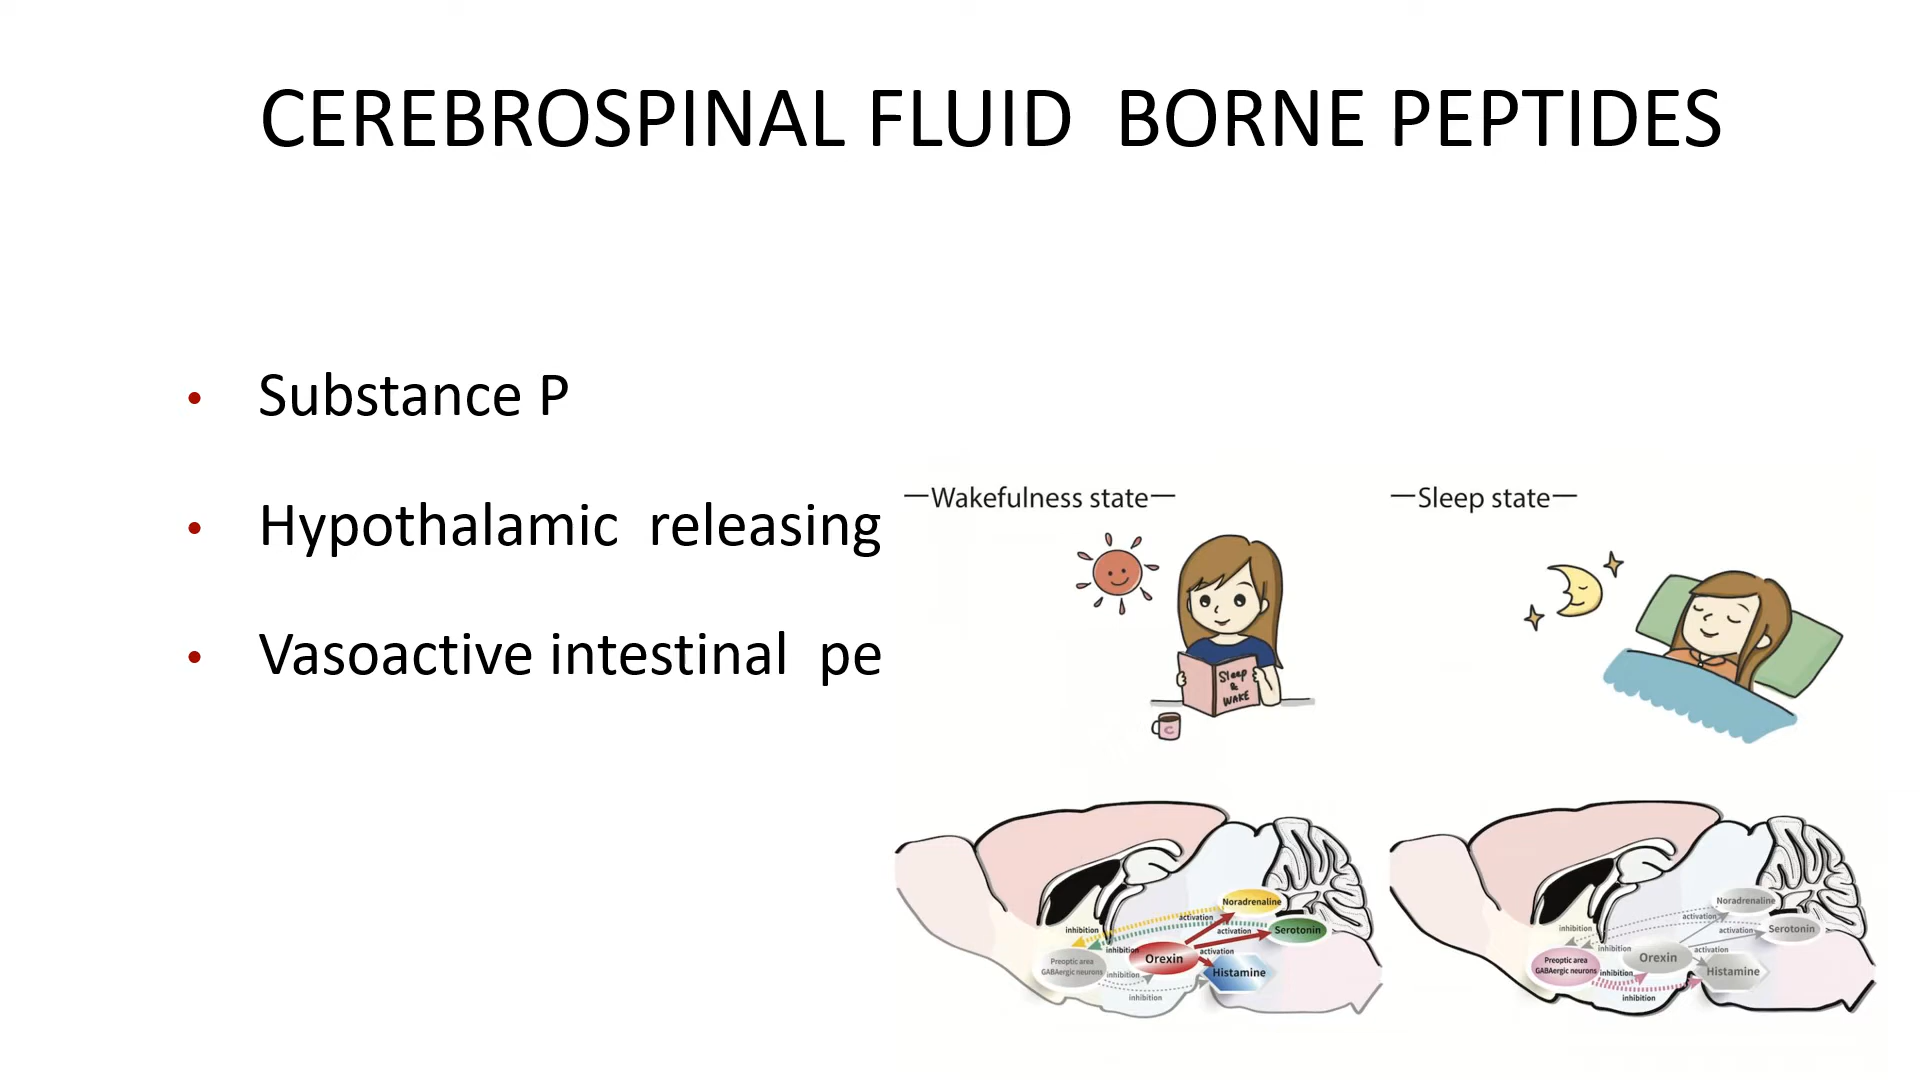 CEREBROSPINAL FLUID BORNE PEPTIDES
• Substance P
• Hypothalamic releasing
• Vasoactive intestinal pe
—Wakefulness state—
Sleep
&
WAKE
C
Noradrenaline
activation
inhibition
activation
Serotonin
inhibition
activation
Orexin
Preoptic area
GABAergic neurons
inhibition
Histamine
inhibition
—Sleep state—
Noradrenaline
activation
inhibition
activation
Serotonin
inhibition
activation
Orexin
Preoptic area
GABAergic neurons
inhibition
Histamine
inhibition